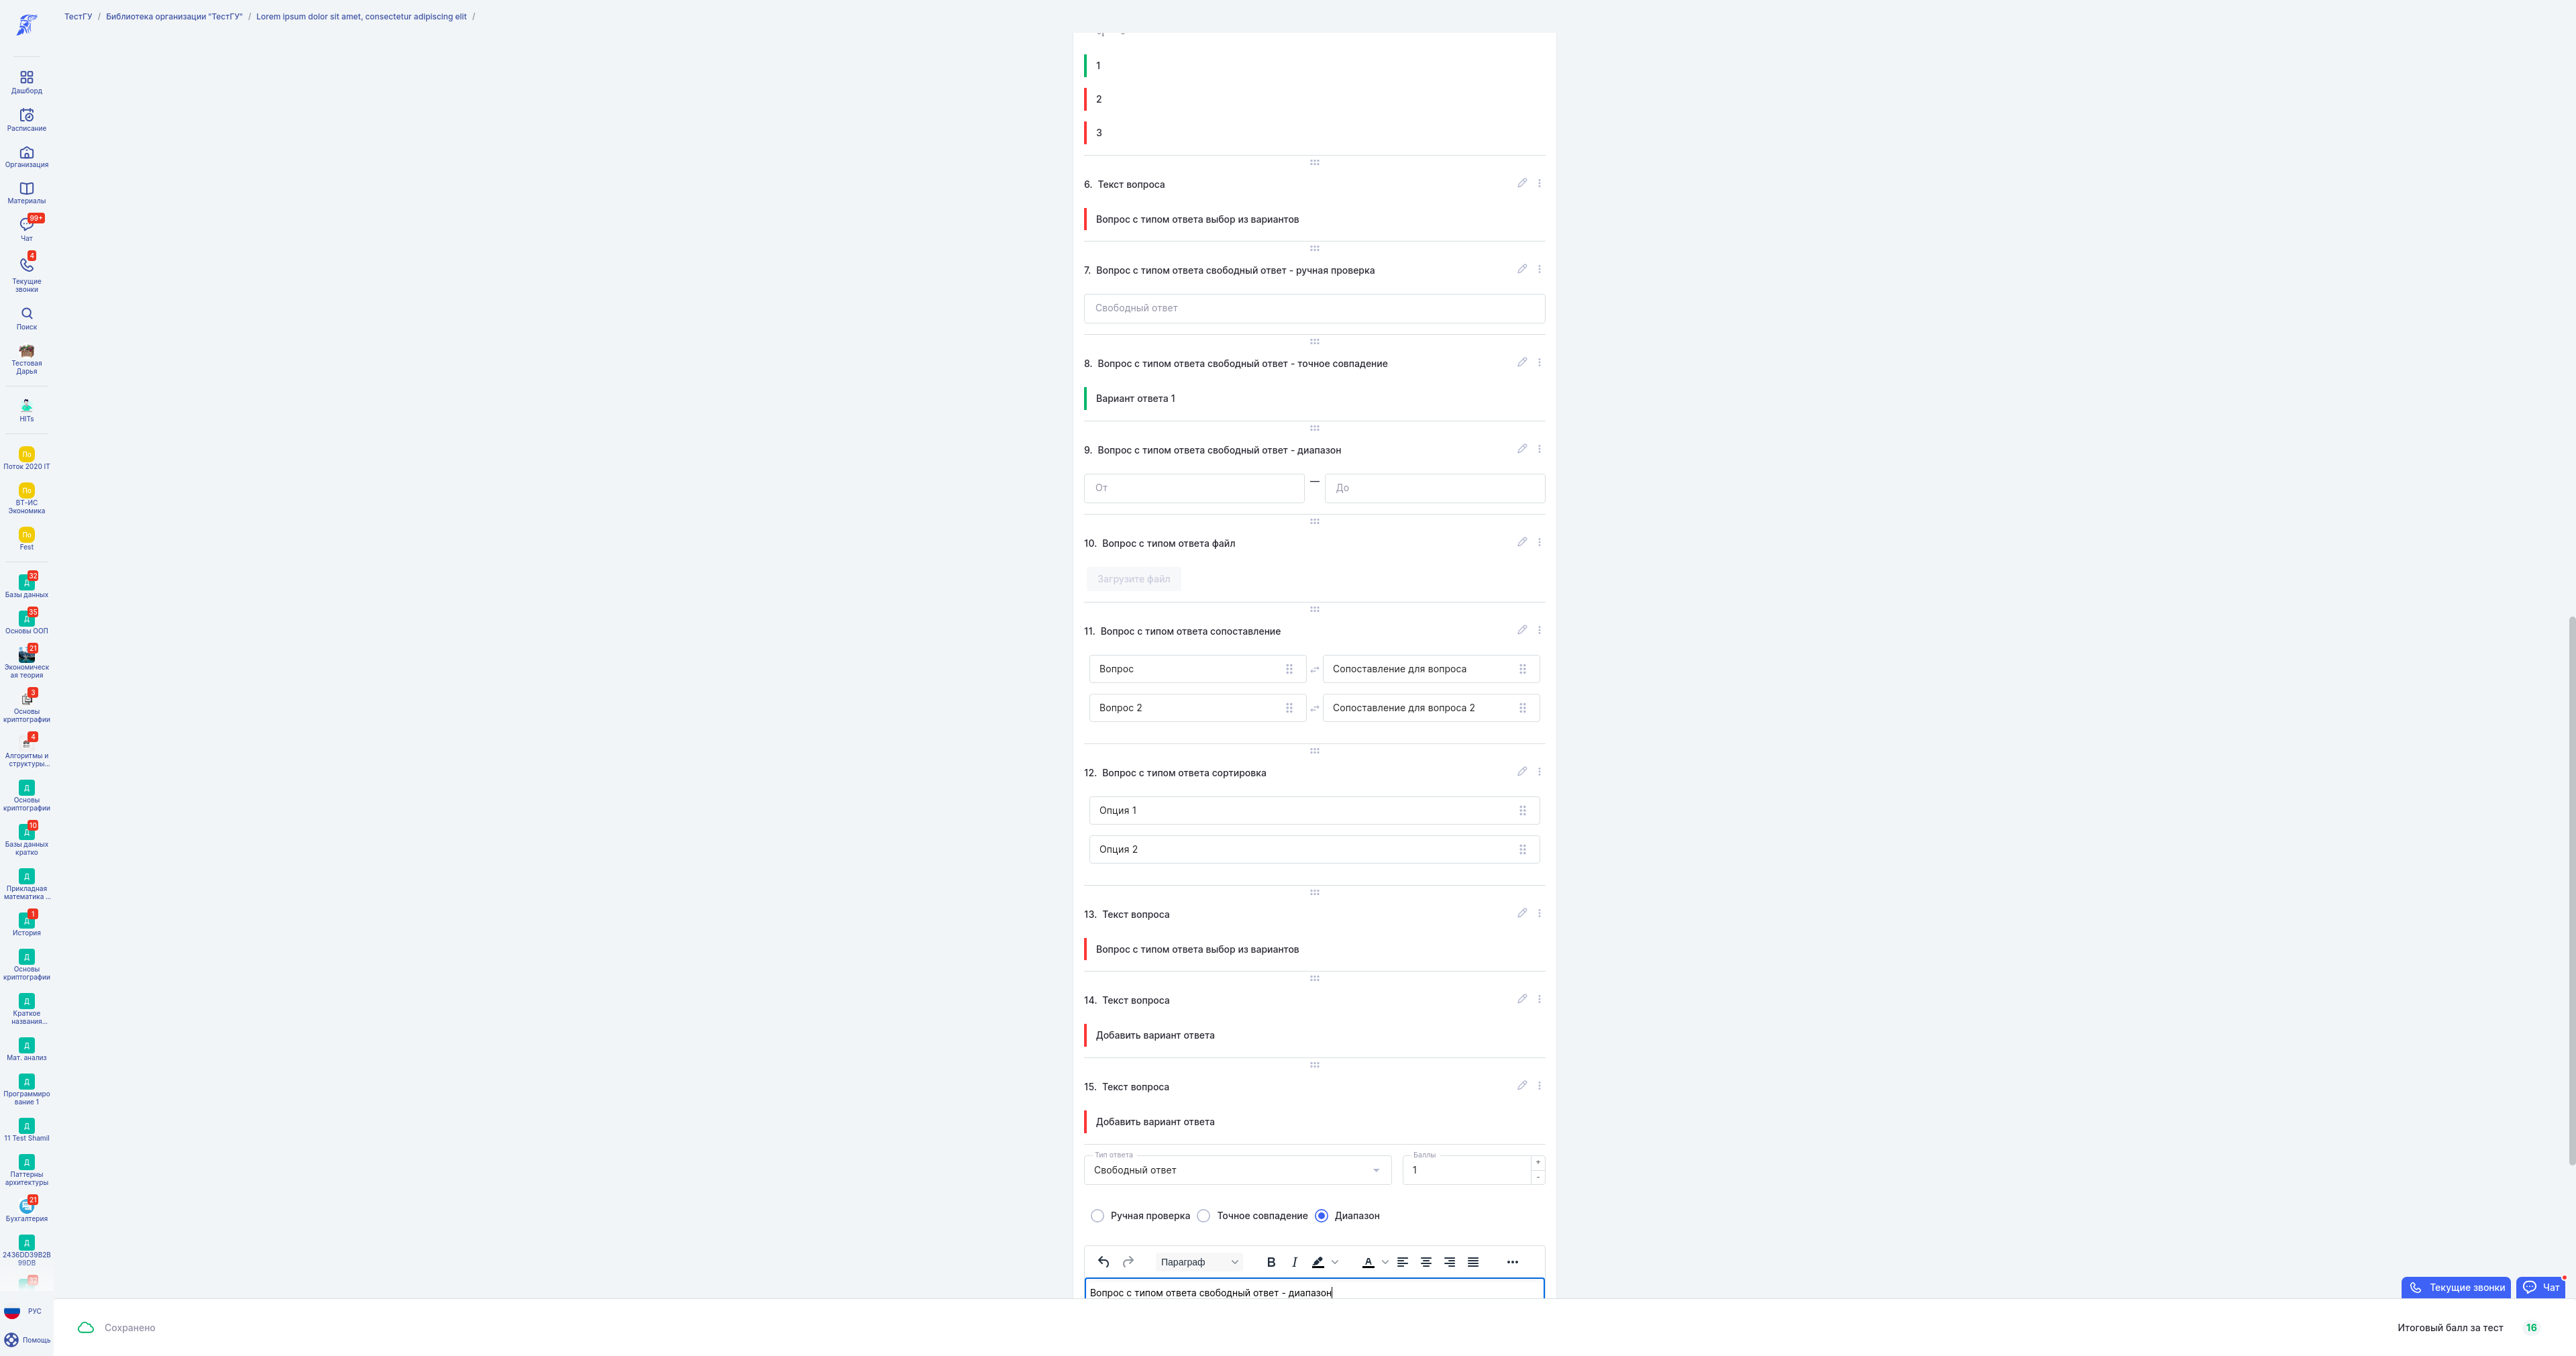 ТестГУ / Библиотека организации "ТестГУ" / Lorem ipsum dolor sit amet, consectetur adipiscing elit /
Дашборд
Расписание
Организация
Материалы
99+
Чат
4
Текущие
звонки
Поиск
Тестовая
Дарья
HITs
По
Поток 2020 IT
По
ВТ-ИС
Экономика
По
Fest
32
Д
Базы данных
35
Д
Основы ООП
21
Экономическ
ая теория
3
Основы
криптографии
4
Алгоритмы и
структуры...
Д
Основы
криптографии
10
Д
Базы данных
кратко
Д
Прикладная
математика ...
1
Д
История
Д
Основы
криптографии
Д
Краткое
названия...
Д
Мат. анализ
Д
Программиро
вание 1
Д
11 Test Shamil
Д
Паттерны
архитектуры
21
Бухгалтерия
Д
2436DD39B2B
99DB
32
РУС
Помощь
1
2
3
6. Текст вопроса
Вопрос с типом ответа выбор из вариантов
7. Вопрос с типом ответа свободный ответ - ручная проверка
Свободный ответ
8. Вопрос с типом ответа свободный ответ - точное совпадение
Вариант ответа 1
9. Вопрос с типом ответа свободный ответ - диапазон
От — До
10. Вопрос с типом ответа файл
Загрузите файл
11. Вопрос с типом ответа сопоставление
Вопрос Сопоставление для вопроса
Вопрос 2 Сопоставление для вопроса 2
12. Вопрос с типом ответа сортировка
Опция 1
Опция 2
13. Текст вопроса
Вопрос с типом ответа выбор из вариантов
14. Текст вопроса
Добавить вариант ответа
15. Текст вопроса
Добавить вариант ответа
Тип ответа Баллы
Свободный ответ 1 + -
Ручная проверка Точное совпадение Диапазон
Параграф B I A
Вопрос с типом ответа свободный ответ - диапазон
Текущие звонки Чат
Сохранено Итоговый балл за тест 16